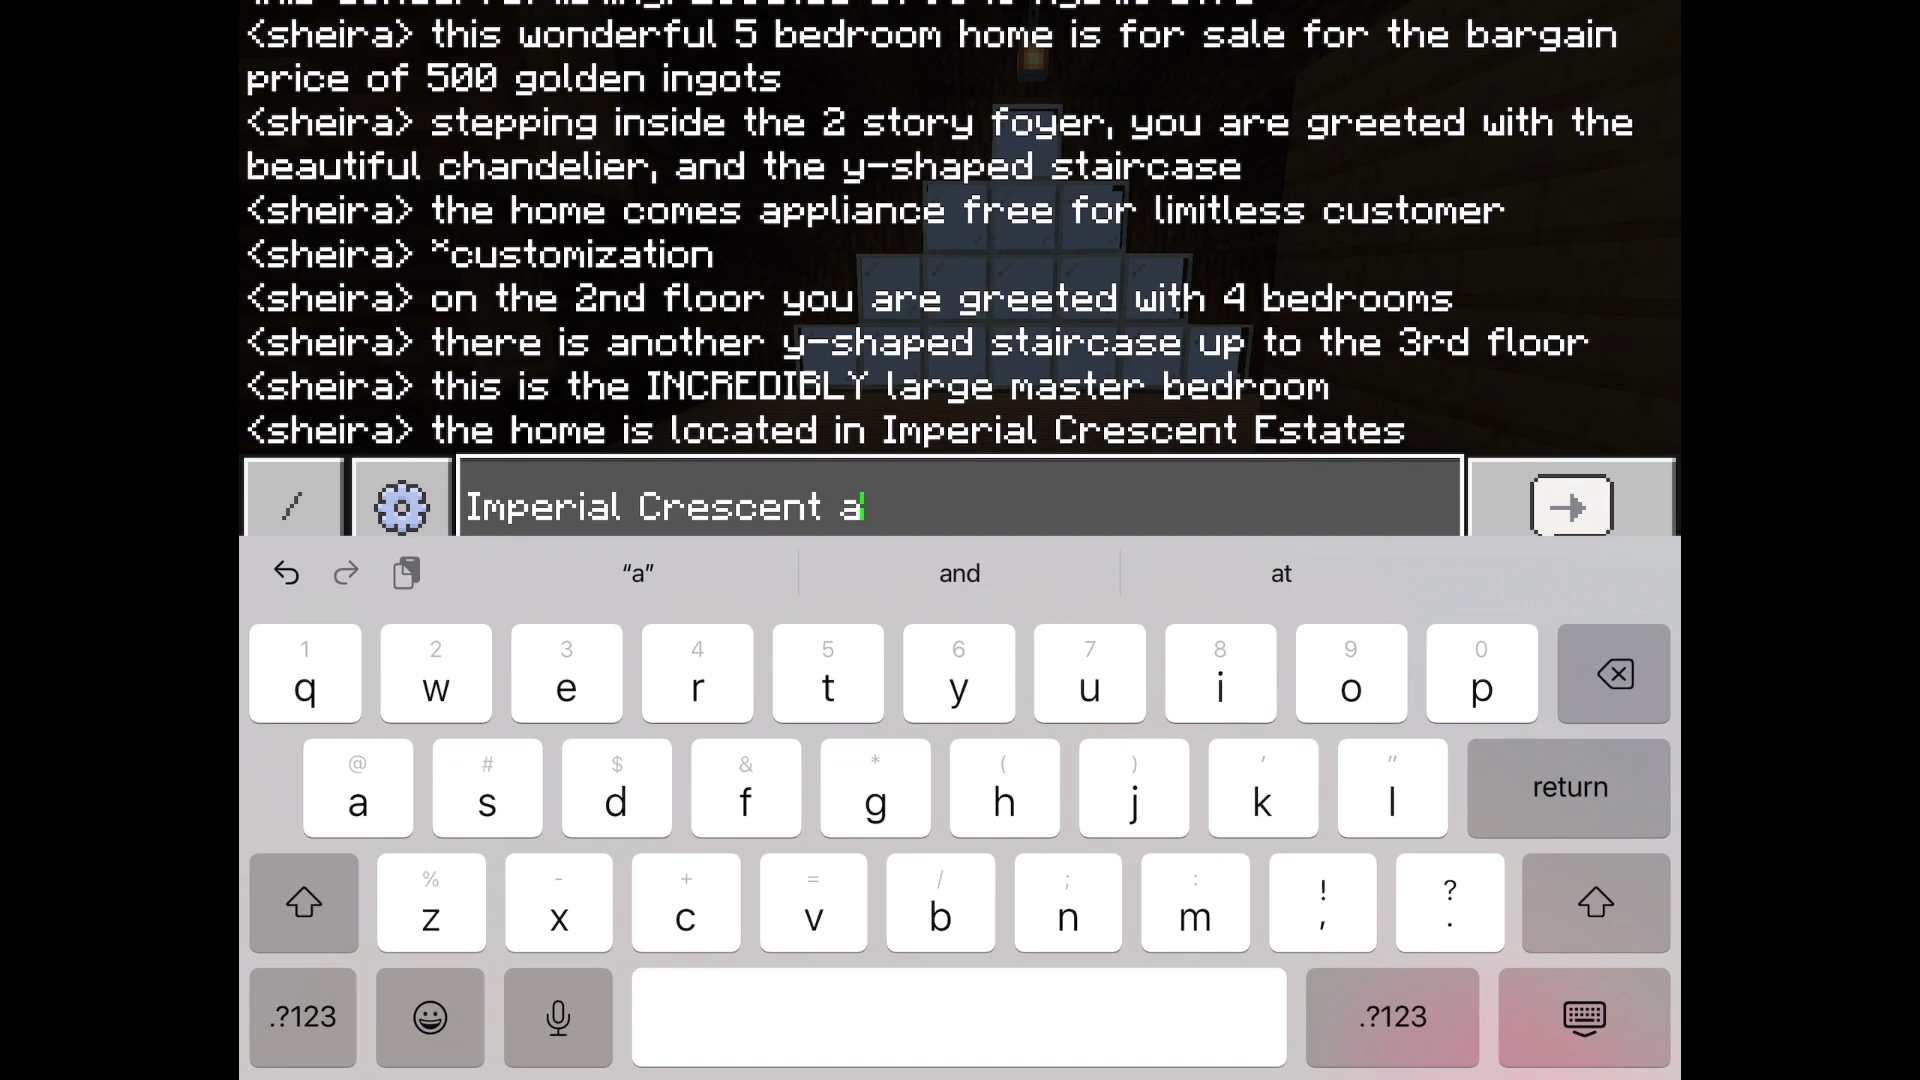 <sheira> this wonderful 5 bedroom home is for sale for the bargain
price of 500 golden ingots
<sheira> stepping inside the 2 story foyer, you are greeted with the
beautiful chandelier, and the y-shaped staircase
<sheira> the home comes appliance free for limitless customer
<sheira> *customization
<sheira> on the 2nd floor you are greeted with 4 bedrooms
<sheira> there is another y-shaped staircase up to the 3rd floor
<sheira> this is the INCREDIBLY large master bedroom
<sheira> the home is located in Imperial Crescent Estates
/ Imperial Crescent a
“a” and at
1 2 3 4 5 6 7 8 9 0
q w e r t y u i o p
@ # $ & * ( ) ' "
a s d f g h j k l return
% - + = / ; : ! ?
z x c v b n m , .
.?123 .?123